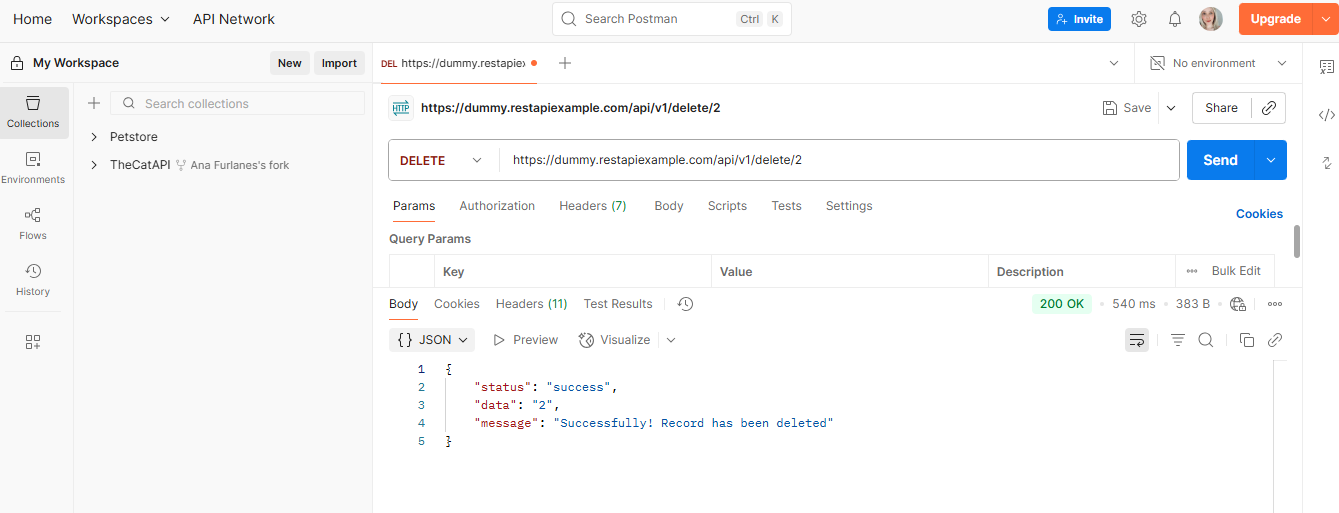 Home Workspaces API Network Search Postman Ctrl K Invite Upgrade
My Workspace New Import DEL https://dummy.restapiex No environment
https://dummy.restapiexample.com/api/v1/delete/2 Save Share
Collections Search collections
Petstore
TheCatAPI Ana Furlanes's fork
Environments
Flows
History
DELETE https://dummy.restapiexample.com/api/v1/delete/2 Send
Params Authorization Headers (7) Body Scripts Tests Settings Cookies
Query Params
Key Value Description Bulk Edit
Body Cookies Headers (11) Test Results 200 OK 540 ms 383 B
{} JSON Preview Visualize
1 {
2 "status": "success",
3 "data": "2",
4 "message": "Successfully! Record has been deleted"
5 }